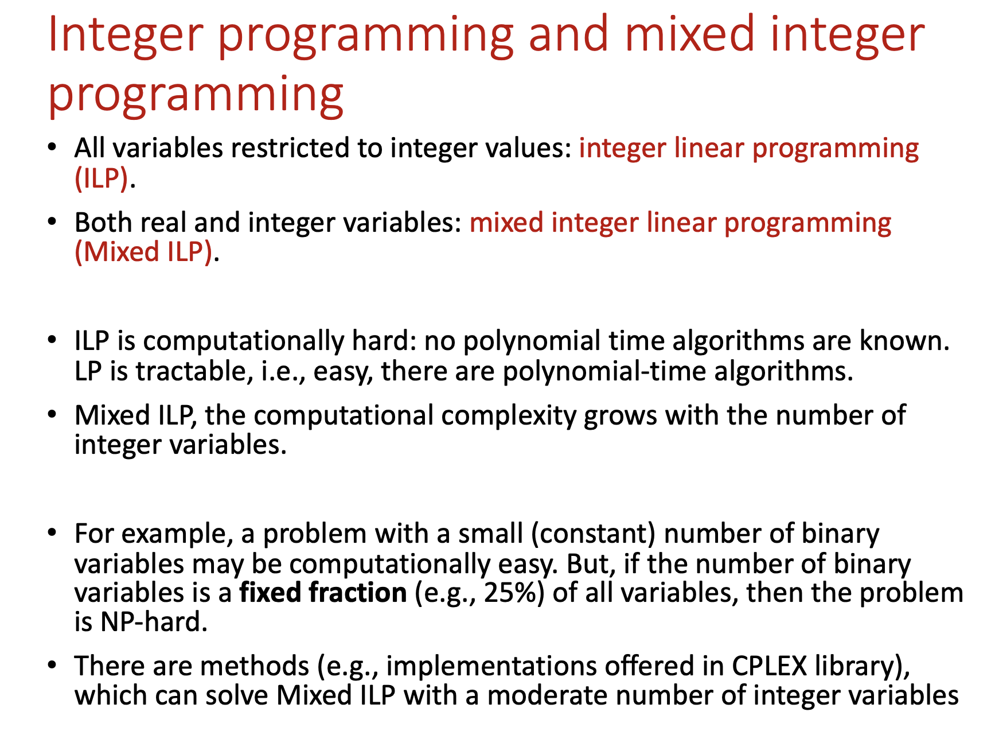 Integer programming and mixed integer
programming
• All variables restricted to integer values: integer linear programming
(ILP).
• Both real and integer variables: mixed integer linear programming
(Mixed ILP).
• ILP is computationally hard: no polynomial time algorithms are known.
LP is tractable, i.e., easy, there are polynomial-time algorithms.
• Mixed ILP, the computational complexity grows with the number of
integer variables.
• For example, a problem with a small (constant) number of binary
variables may be computationally easy. But, if the number of binary
variables is a fixed fraction (e.g., 25%) of all variables, then the problem
is NP-hard.
• There are methods (e.g., implementations offered in CPLEX library),
which can solve Mixed ILP with a moderate number of integer variables